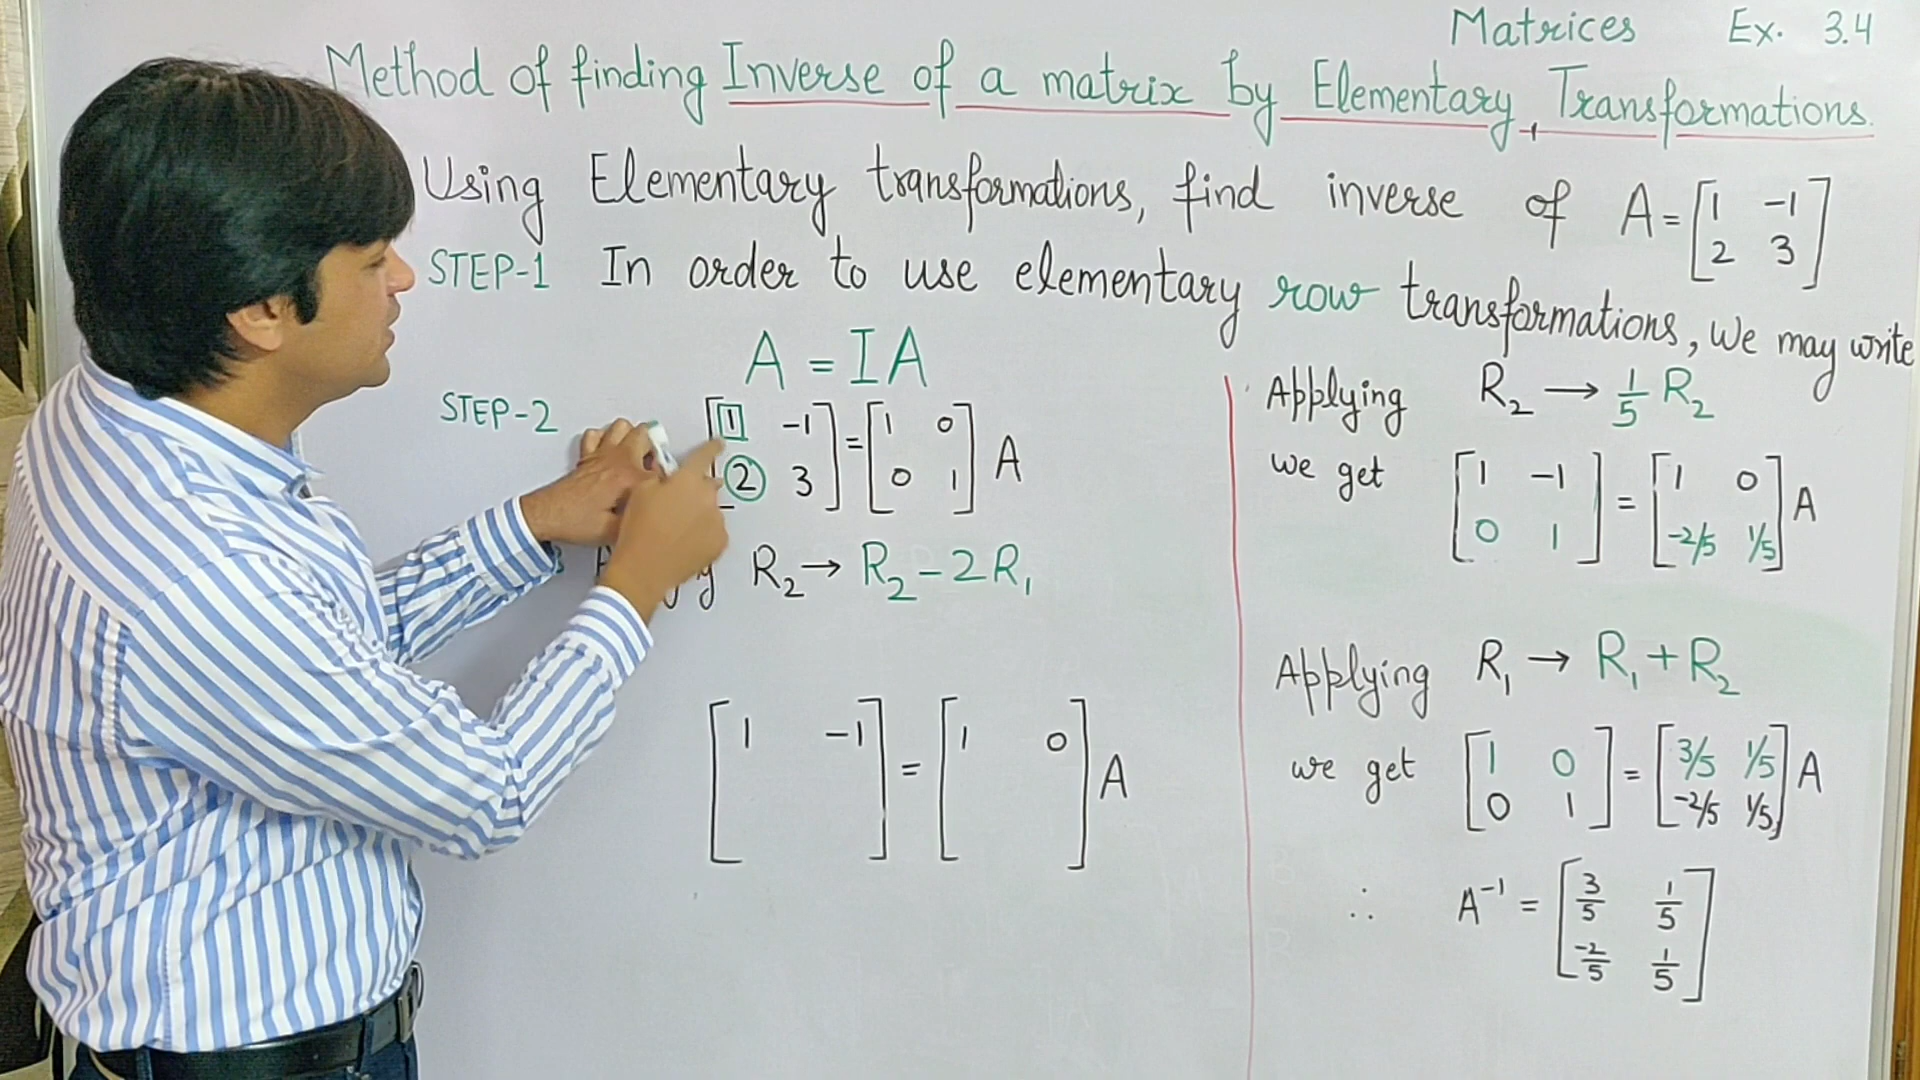 Matrices Ex. 3.4
Method of finding Inverse of a matrix by Elementary Transformations.
Using Elementary transformations, find inverse of A = [1 -1
2 3]
STEP-1 In order to use elementary row transformations, we may write
A = IA
STEP-2 [1 -1
2 3] = [1 0
0 1] A
R₂ → R₂ - 2R₁
[1 -1] = [1 0] A
Applying R₂ → 1/5 R₂
we get [1 -1
0 1] = [1 0
-2/5 1/5] A
Applying R₁ → R₁ + R₂
we get [1 0
0 1] = [3/5 1/5
-2/5 1/5] A
∴ A⁻¹ = [3/5 1/5
-2/5 1/5]